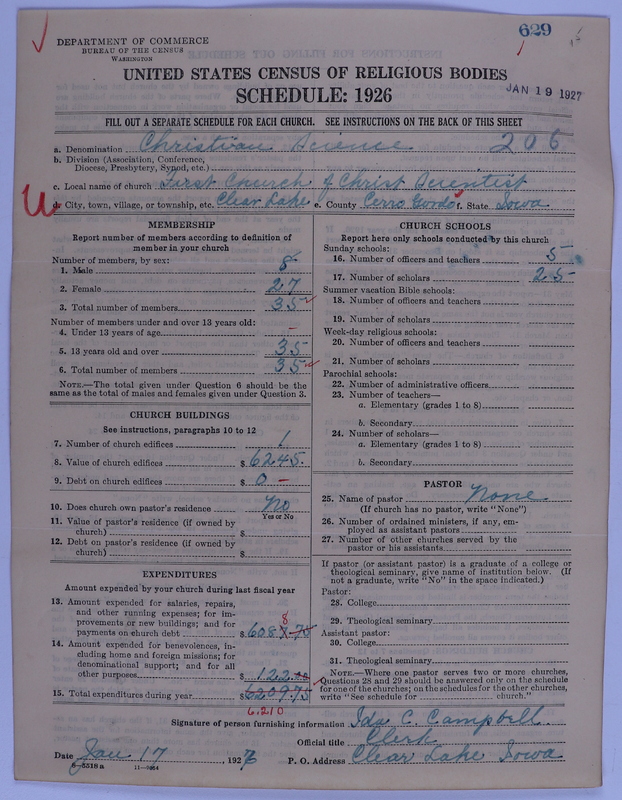 629
DEPARTMENT OF COMMERCE
BUREAU OF THE CENSUS
WASHINGTON
UNITED STATES CENSUS OF RELIGIOUS BODIES
SCHEDULE: 1926
JAN 19 1927
FILL OUT A SEPARATE SCHEDULE FOR EACH CHURCH. SEE INSTRUCTIONS ON THE BACK OF THIS SHEET
a. Denomination Christian Science 206
b. Division (Association, Conference, Diocese, Presbytery, Synod, etc.)
c. Local name of church First Church of Christ Scientist
d. City, town, village, or township, etc. Clear Lake e. County Cerro Gordo f. State Iowa
MEMBERSHIP
Report number of members according to definition of
member in your church
Number of members, by sex:
1. Male 8
2. Female 27
3. Total number of members 35
Number of members under and over 13 years old:
4. Under 13 years of age –
5. 13 years old and over 35
6. Total number of members 35
NOTE.—The total given under Question 6 should be the
same as the total of males and females given under Question 3.
CHURCH BUILDINGS
See instructions, paragraphs 10 to 12
7. Number of church edifices 1
8. Value of church edifices $ 6245.
9. Debt on church edifices $ 0 –
10. Does church own pastor's residence No
Yes or No
11. Value of pastor's residence (if owned by
church) $
12. Debt on pastor's residence (if owned by
church) $
EXPENDITURES
Amount expended by your church during last fiscal year
13. Amount expended for salaries, repairs,
and other running expenses; for im-
provements or new buildings; and for 8
payments on church debt $ 6087.75
14. Amount expended for benevolences, in-
cluding home and foreign missions; for
denominational support; and for all
other purposes $ 122.00
15. Total expenditures during year $ 6209.75
6210
CHURCH SCHOOLS
Report here only schools conducted by this church
Sunday schools:
16. Number of officers and teachers 5
17. Number of scholars 25
Summer vacation Bible schools:
18. Number of officers and teachers
19. Number of scholars
Week-day religious schools:
20. Number of officers and teachers
21. Number of scholars
Parochial schools:
22. Number of administrative officers
23. Number of teachers—
a. Elementary (grades 1 to 8)
b. Secondary
24. Number of scholars—
a. Elementary (grades 1 to 8)
b. Secondary
PASTOR
25. Name of pastor None
(If church has no pastor, write "None")
26. Number of ordained ministers, if any, em-
ployed as assistant pastors
27. Number of other churches served by the
pastor or his assistants
If pastor (or assistant pastor) is a graduate of a college or
theological seminary, give name of institution below. (If
not a graduate, write "No" in the space indicated.)
Pastor:
28. College
29. Theological seminary
Assistant pastor:
30. College
31. Theological seminary
NOTE.—Where one pastor serves two or more churches,
Questions 28 and 29 should be answered only on the schedule
for one of the churches; on the schedules for the other churches,
write "See schedule for church."
Signature of person furnishing information Ida C. Campbell
Official title Clerk
Date Jan 17, 1927 P. O. Address Clear Lake Iowa
8-5518a 11-9864